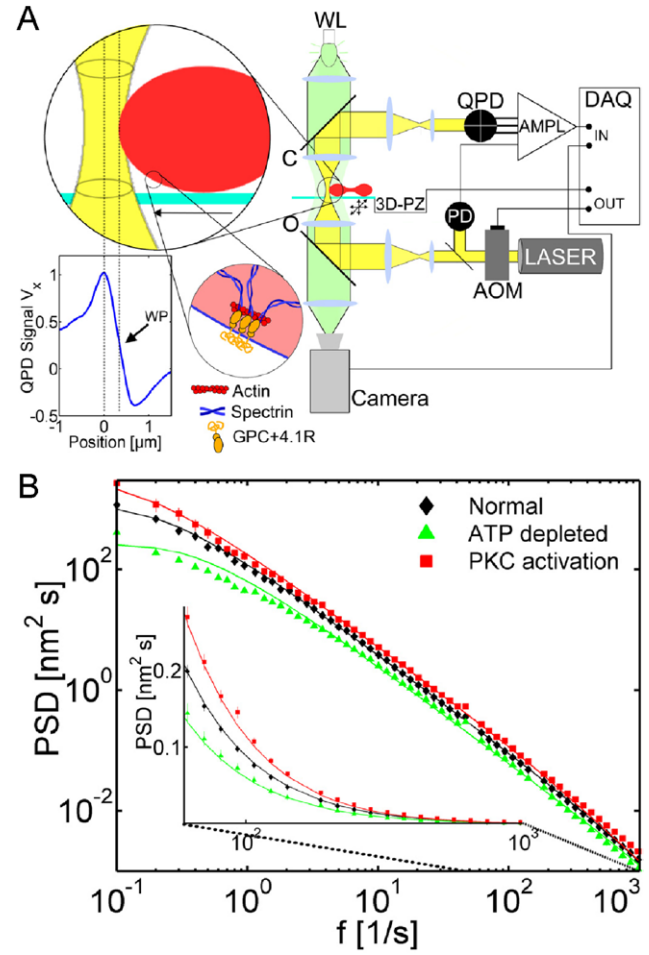 A
WL
QPD
AMPL
DAQ
IN
OUT
C
3D-PZ
O
PD
LASER
AOM
Camera
QPD Signal Vx
1
0.5
0
-0.5
-1
0
1
Position [µm]
WP
Actin
Spectrin
GPC+4.1R
B
Normal
ATP depleted
PKC activation
PSD [nm² s]
10²
10⁰
10⁻²
PSD [nm² s]
0.2
0.1
10²
10³
10⁻¹
10⁰
10¹
10²
10³
f [1/s]